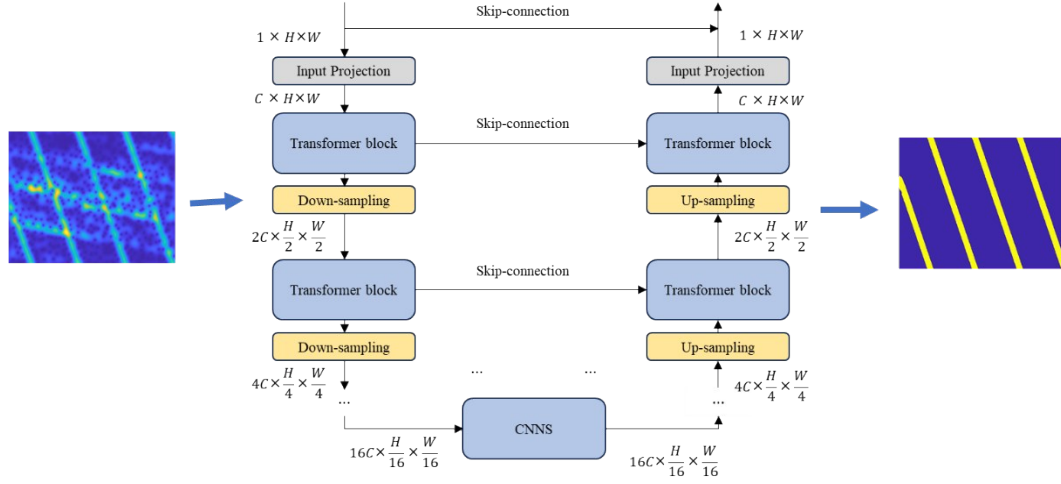 Skip-connection
1 × H×W
1 × H×W
Input Projection
Input Projection
C × H×W
C × H×W
Skip-connection
Transformer block
Transformer block
Down-sampling
Up-sampling
2C × H/2 × W/2
2C × H/2 × W/2
Skip-connection
Transformer block
Transformer block
Down-sampling
Up-sampling
4C × H/4 × W/4
... ...
4C × H/4 × W/4
...
...
CNNS
16C × H/16 × W/16
16C × H/16 × W/16